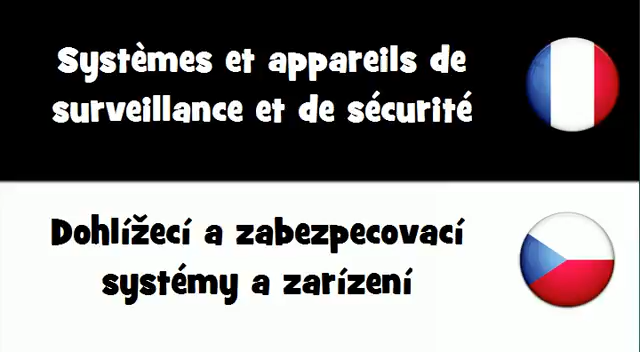 Systèmes et appareils de
surveillance et de sécurité
Dohlížecí a zabezpecovací
systémy a zarízení